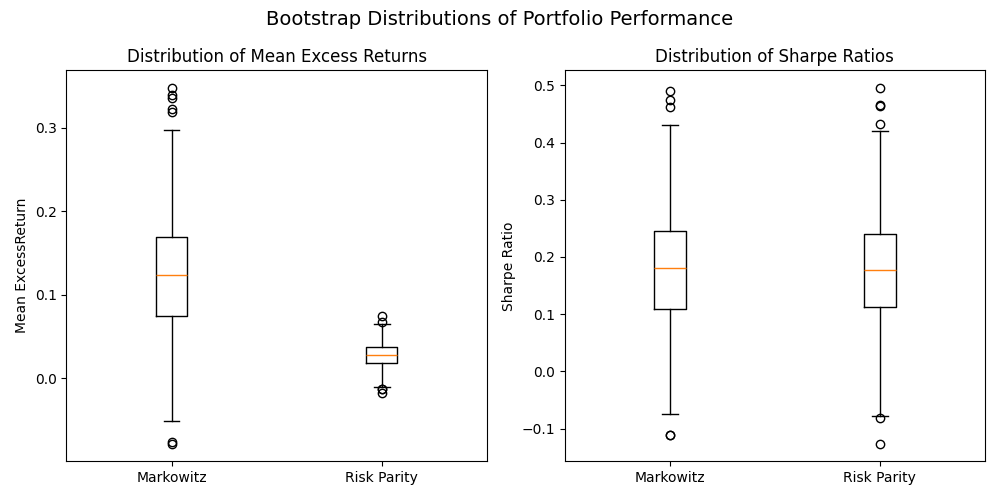 Bootstrap Distributions of Portfolio Performance
Distribution of Mean Excess Returns
Mean ExcessReturn
0.3
0.2
0.1
0.0
Markowitz Risk Parity
Distribution of Sharpe Ratios
Sharpe Ratio
0.5
0.4
0.3
0.2
0.1
0.0
−0.1
Markowitz Risk Parity